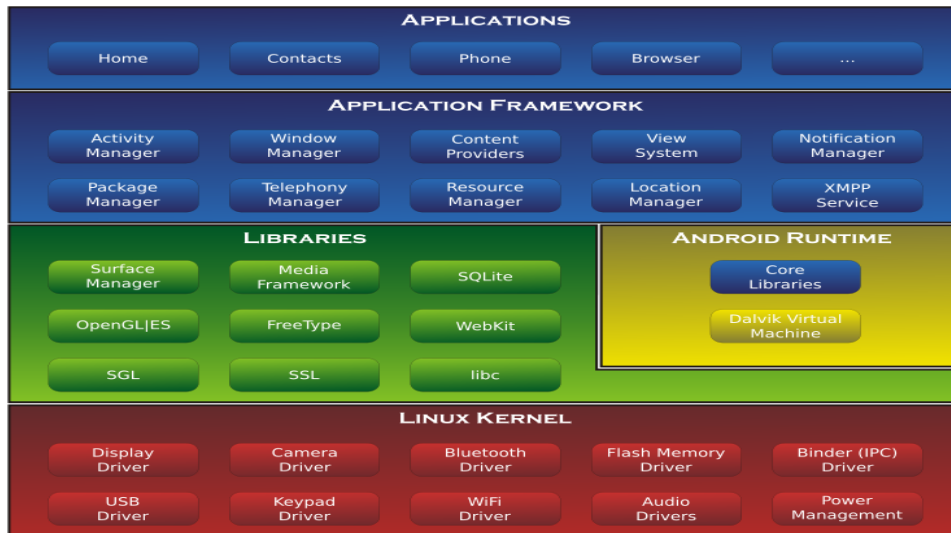 APPLICATIONS
Home
Contacts
Phone
Browser
...
APPLICATION FRAMEWORK
Activity
Manager
Window
Manager
Content
Providers
View
System
Notification
Manager
Package
Manager
Telephony
Manager
Resource
Manager
Location
Manager
XMPP
Service
LIBRARIES
Surface
Manager
Media
Framework
SQLite
OpenGL|ES
FreeType
WebKit
SGL
SSL
libc
ANDROID RUNTIME
Core
Libraries
Dalvik Virtual
Machine
LINUX KERNEL
Display
Driver
Camera
Driver
Bluetooth
Driver
Flash Memory
Driver
Binder (IPC)
Driver
USB
Driver
Keypad
Driver
WiFi
Driver
Audio
Drivers
Power
Management